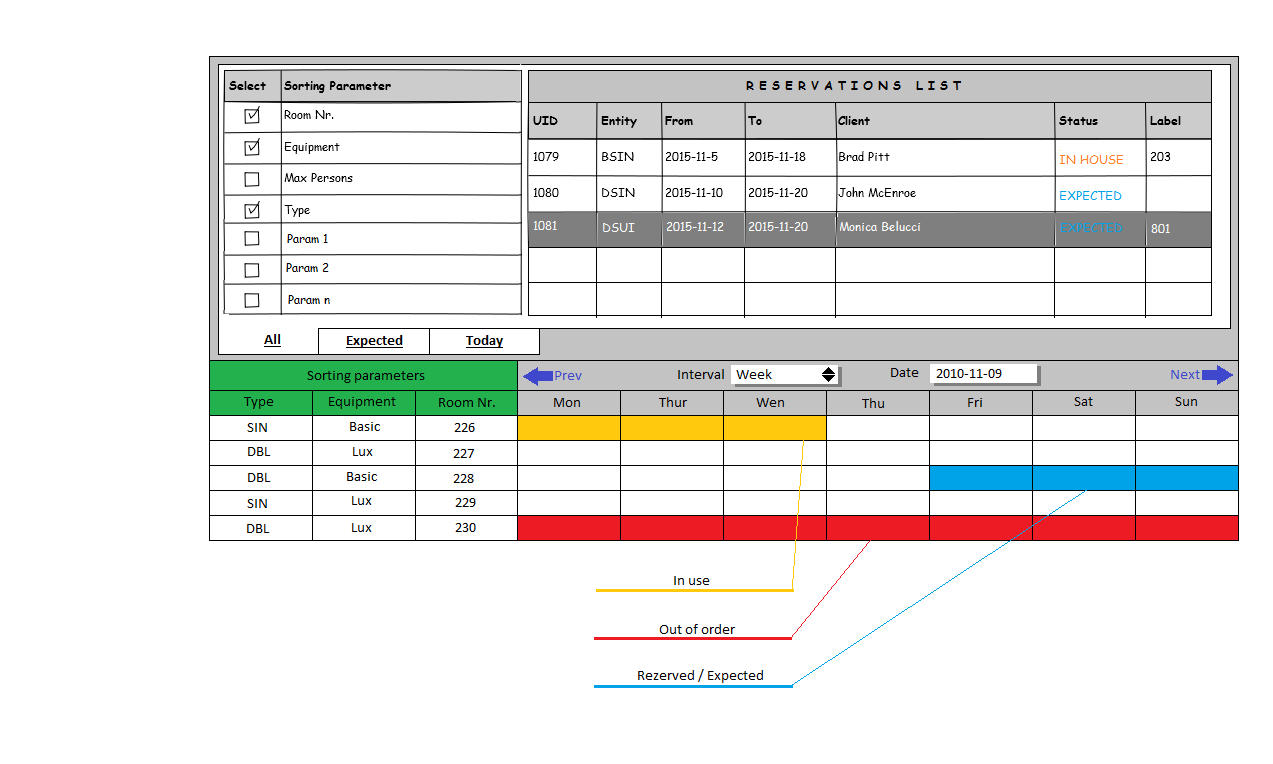 Select Sorting Parameter
Room Nr.
Equipment
Max Persons
Type
Param 1
Param 2
Param n
RESERVATIONS LIST
UID Entity From To Client Status Label
1079 BSIN 2015-11-5 2015-11-18 Brad Pitt IN HOUSE 203
1080 DSIN 2015-11-10 2015-11-20 John McEnroe EXPECTED
1081 DSUI 2015-11-12 2015-11-20 Monica Belucci EXPECTED 801
All Expected Today
Sorting parameters Prev Interval Week Date 2010-11-09 Next
Type Equipment Room Nr. Mon Thur Wen Thu Fri Sat Sun
SIN Basic 226
DBL Lux 227
DBL Basic 228
SIN Lux 229
DBL Lux 230
In use
Out of order
Rezerved / Expected